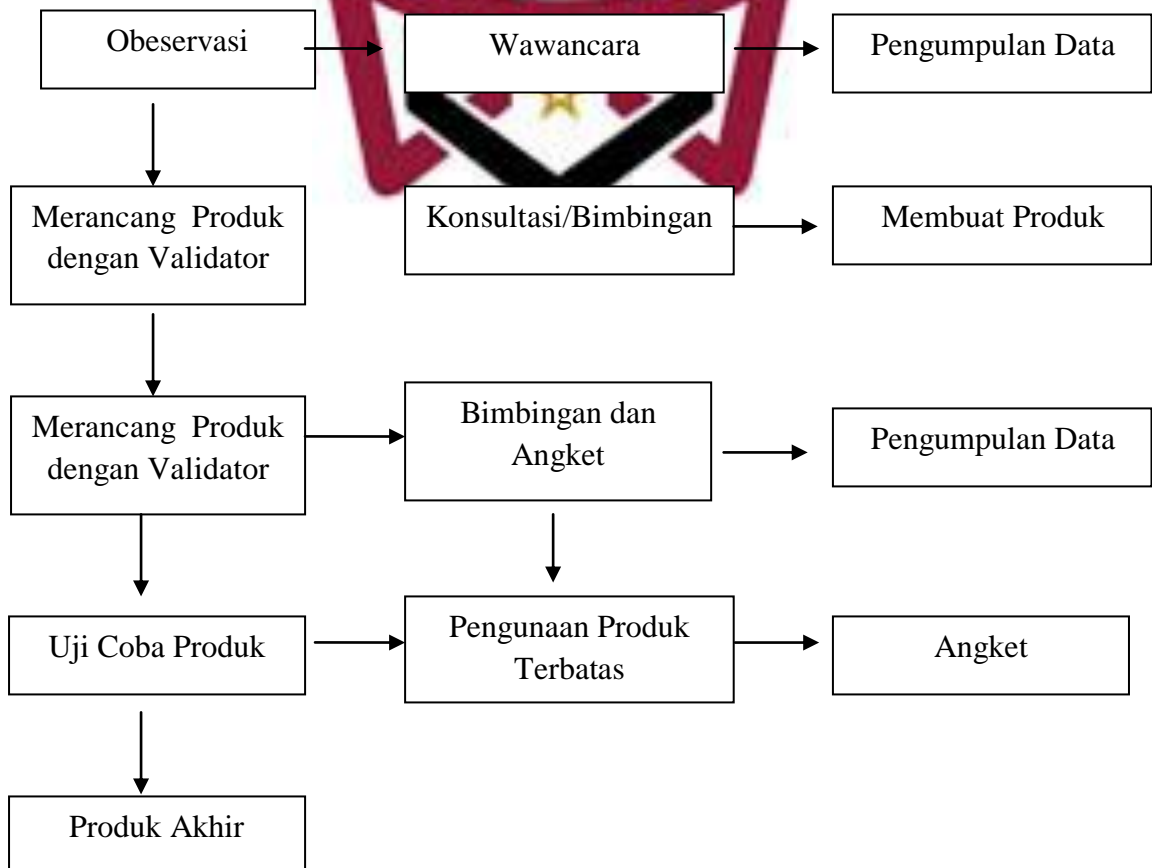 Obeservasi
Wawancara
Pengumpulan Data
Merancang Produk
dengan Validator
Konsultasi/Bimbingan
Membuat Produk
Merancang Produk
dengan Validator
Bimbingan dan
Angket
Pengumpulan Data
Uji Coba Produk
Pengunaan Produk
Terbatas
Angket
Produk Akhir